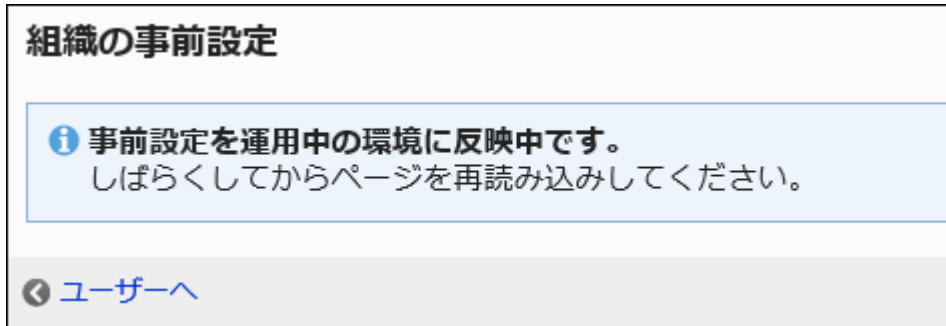 組織の事前設定
事前設定を運用中の環境に反映中です。
しばらくしてからページを再読み込みしてください。
ユーザーへ